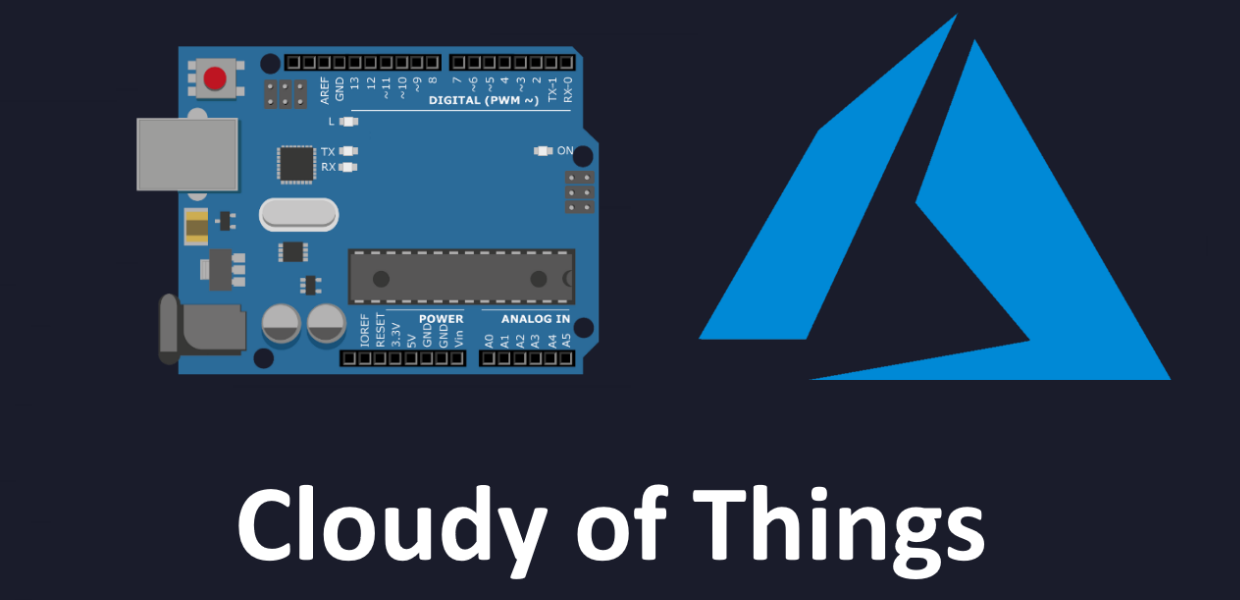 AREF GND 13 12 ~11 ~10 ~9 8 7 ~6 ~5 4 ~3 2 TX-1 RX-0
DIGITAL (PWM ~)
L
TX
RX
ON
POWER
ANALOG IN
IOREF RESET 3.3V 5V GND GND Vin A0 A1 A2 A3 A4 A5
Cloudy of Things